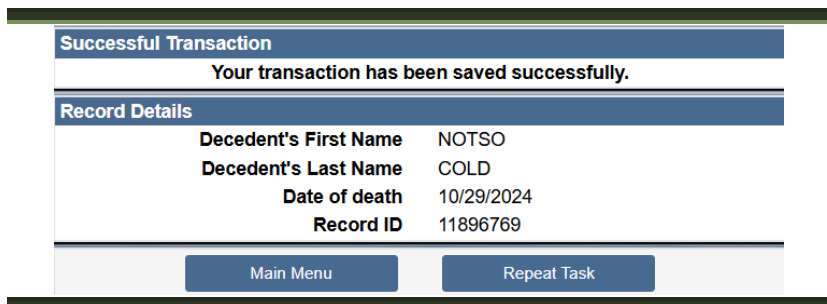 Successful Transaction
Your transaction has been saved successfully.
Record Details
Decedent's First Name NOTSO
Decedent's Last Name COLD
Date of death 10/29/2024
Record ID 11896769
Main Menu Repeat Task